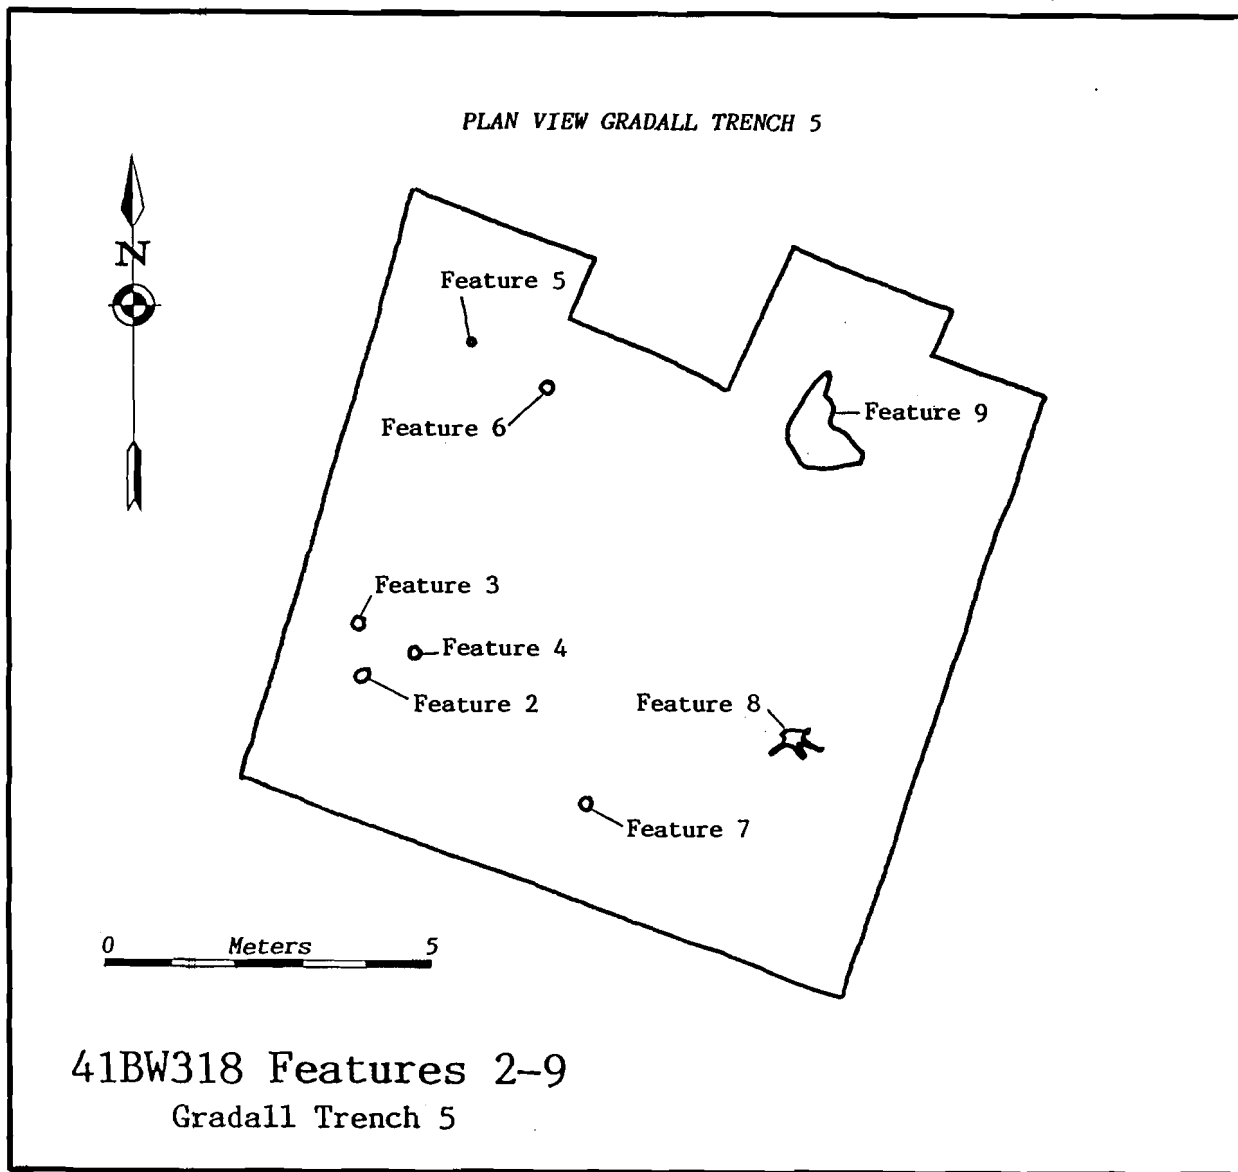 PLAN VIEW GRADALL TRENCH 5
N
Feature 5
Feature 6
Feature 9
Feature 3
Feature 4
Feature 2
Feature 8
Feature 7
0 Meters 5
41BW318 Features 2-9
Gradall Trench 5